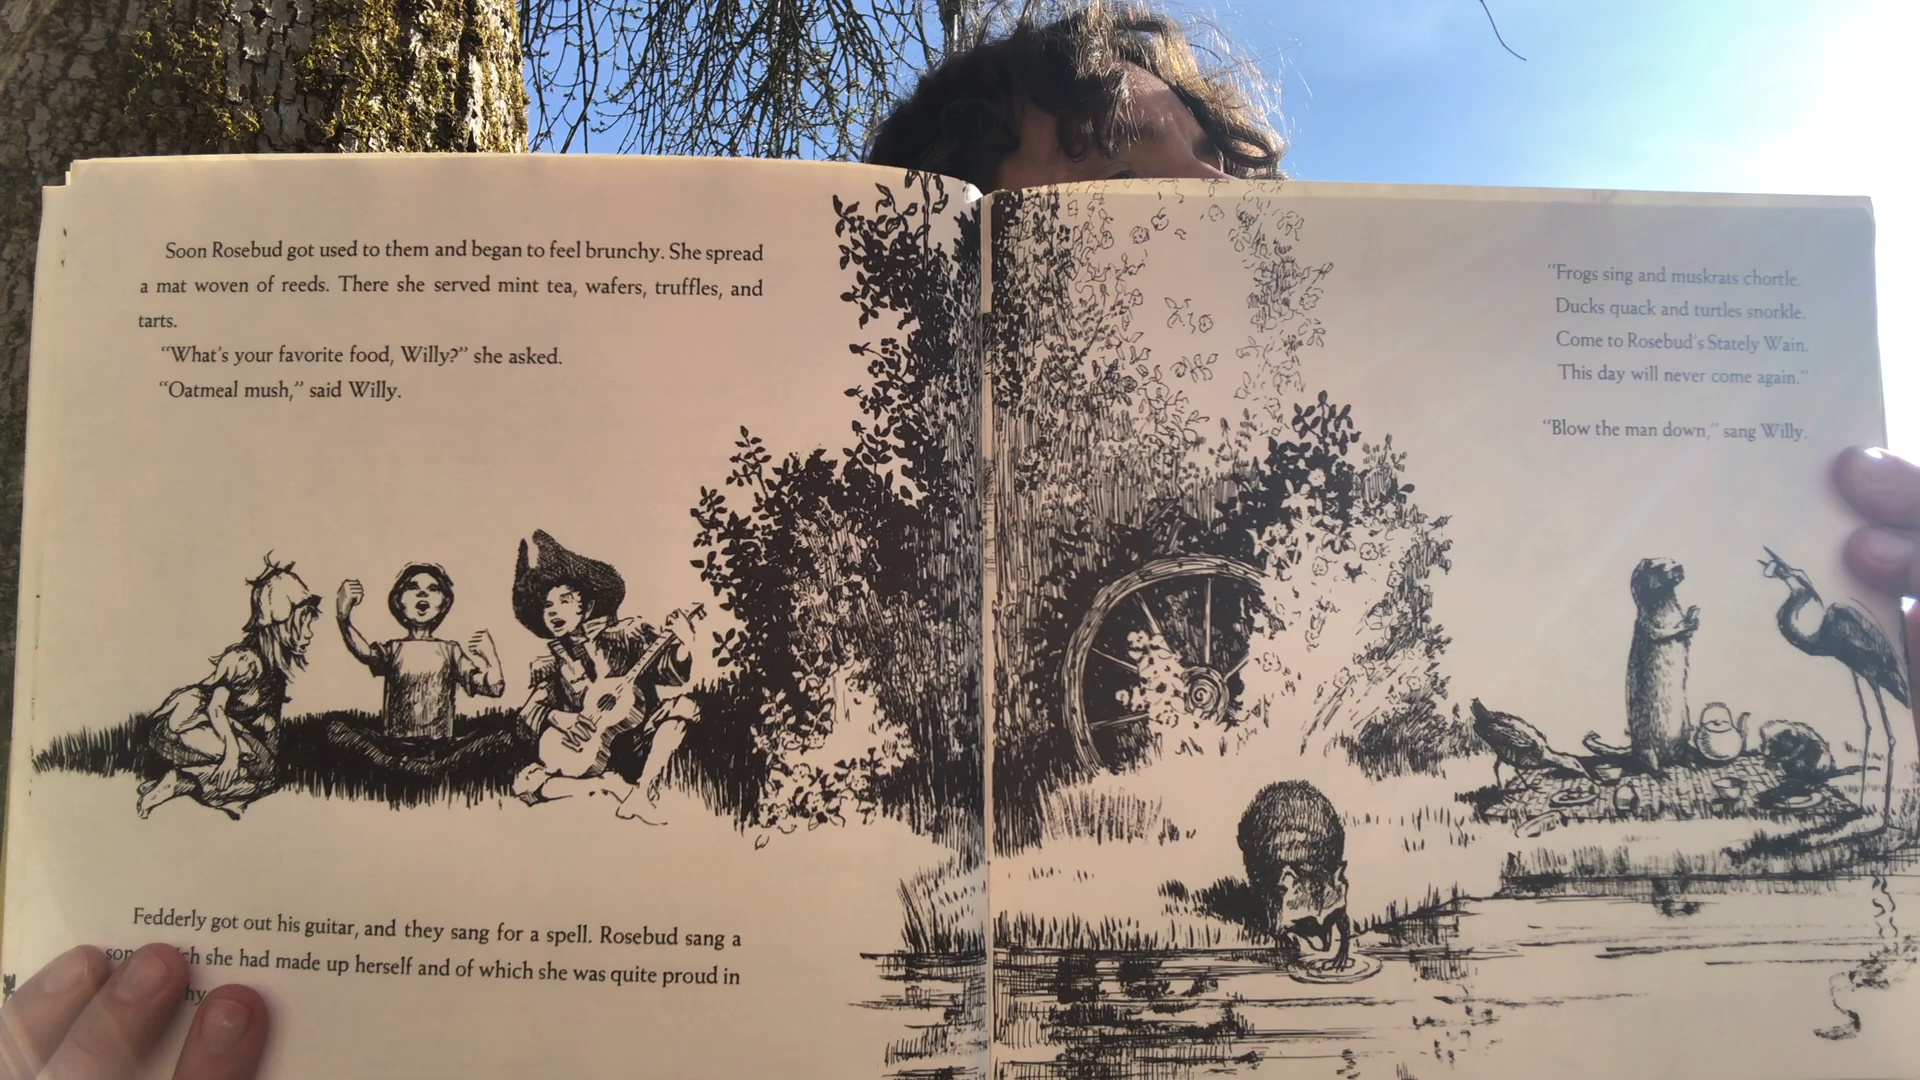 Soon Rosebud got used to them and began to feel brunchy. She spread
a mat woven of reeds. There she served mint tea, wafers, truffles, and
tarts.
“What’s your favorite food, Willy?” she asked.
“Oatmeal mush,” said Willy.
Fedderly got out his guitar, and they sang for a spell. Rosebud sang a
she had made up herself and of which she was quite proud in
“Frogs sing and muskrats chortle.
Ducks quack and turtles snorkle.
Come to Rosebud’s Stately Wain.
This day will never come again.”
“Blow the man down,” sang Willy.